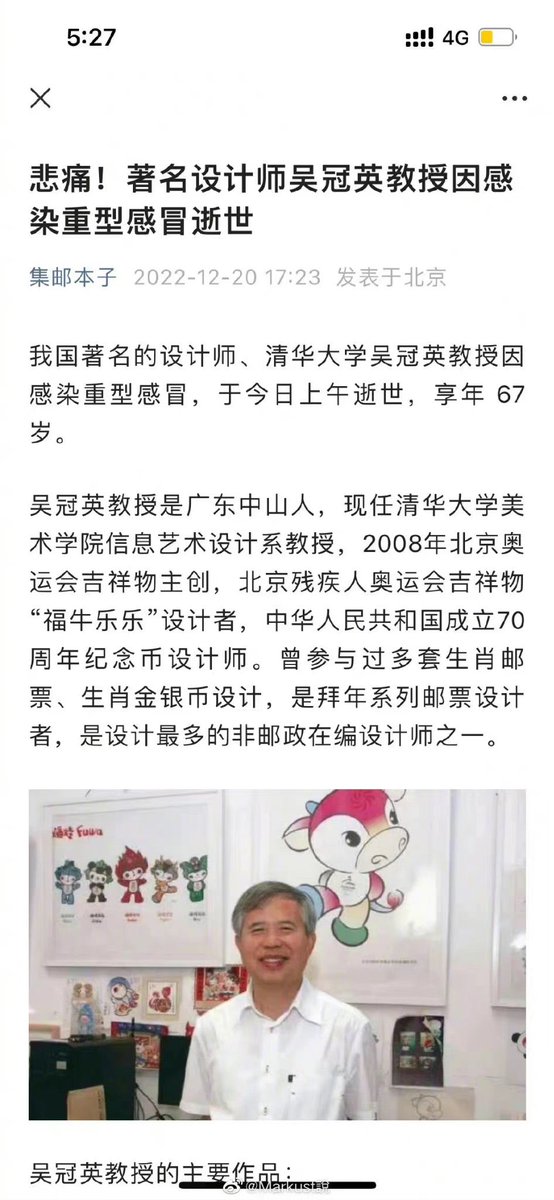 5:27
4G
悲痛！著名设计师吴冠英教授因感
染重型感冒逝世
集邮本子 2022-12-20 17:23 发表于北京
我国著名的设计师、清华大学吴冠英教授因
感染重型感冒，于今日上午逝世，享年 67
岁。
吴冠英教授是广东中山人，现任清华大学美
术学院信息艺术设计系教授，2008年北京奥
运会吉祥物主创，北京残疾人奥运会吉祥物
“福牛乐乐”设计者，中华人民共和国成立70
周年纪念币设计师。曾参与过多套生肖邮
票、生肖金银币设计，是拜年系列邮票设计
者，是设计最多的非邮政在编设计师之一。
福娃 Fuwa
吴冠英教授的主要作品：
@Markust說